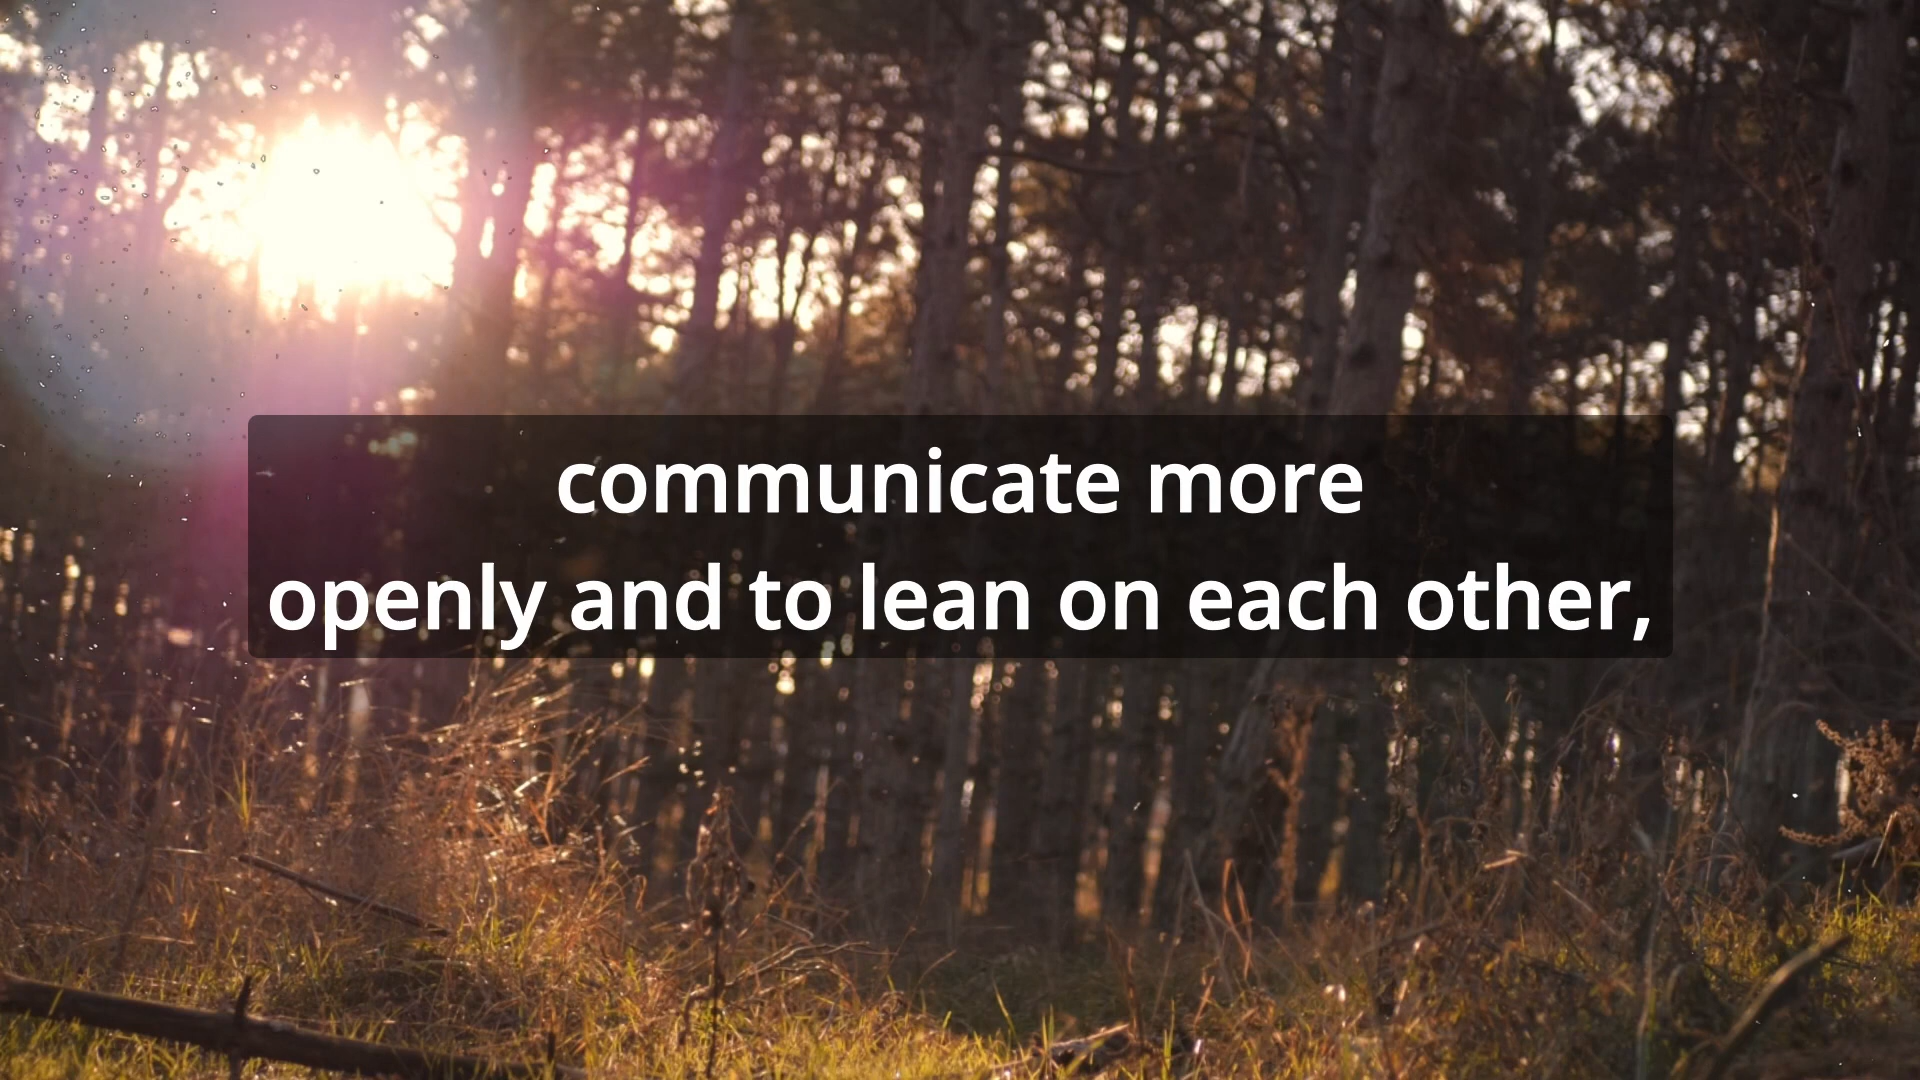 communicate more
openly and to lean on each other,